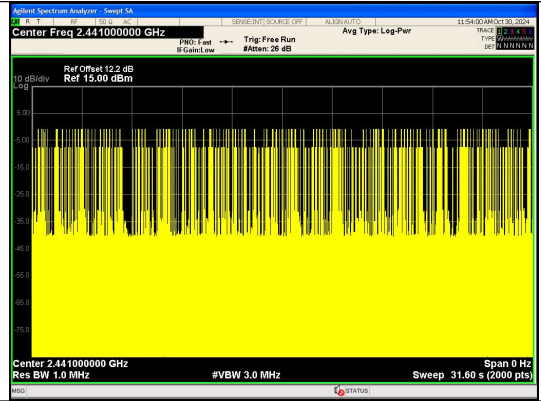 Agilent Spectrum Analyzer - Swept SA
R T RF 50 Ω AC SENSE:INT SOURCE OFF ALIGN AUTO 11:54:00 AM Oct 30, 2024
Center Freq 2.441000000 GHz Avg Type: Log-Pwr TRACE 1 2 3 4 5 6
PNO: Fast Trig: Free Run TYPE
IFGain:Low #Atten: 26 dB DET N N N N N N
Ref Offset 12.2 dB
10 dB/div Ref 15.00 dBm
Log
5.00
-5.00
-15.0
-25.0
-35.0
-45.0
-55.0
-65.0
-75.0
Center 2.441000000 GHz Span 0 Hz
Res BW 1.0 MHz #VBW 3.0 MHz Sweep 31.60 s (2000 pts)
MSG STATUS